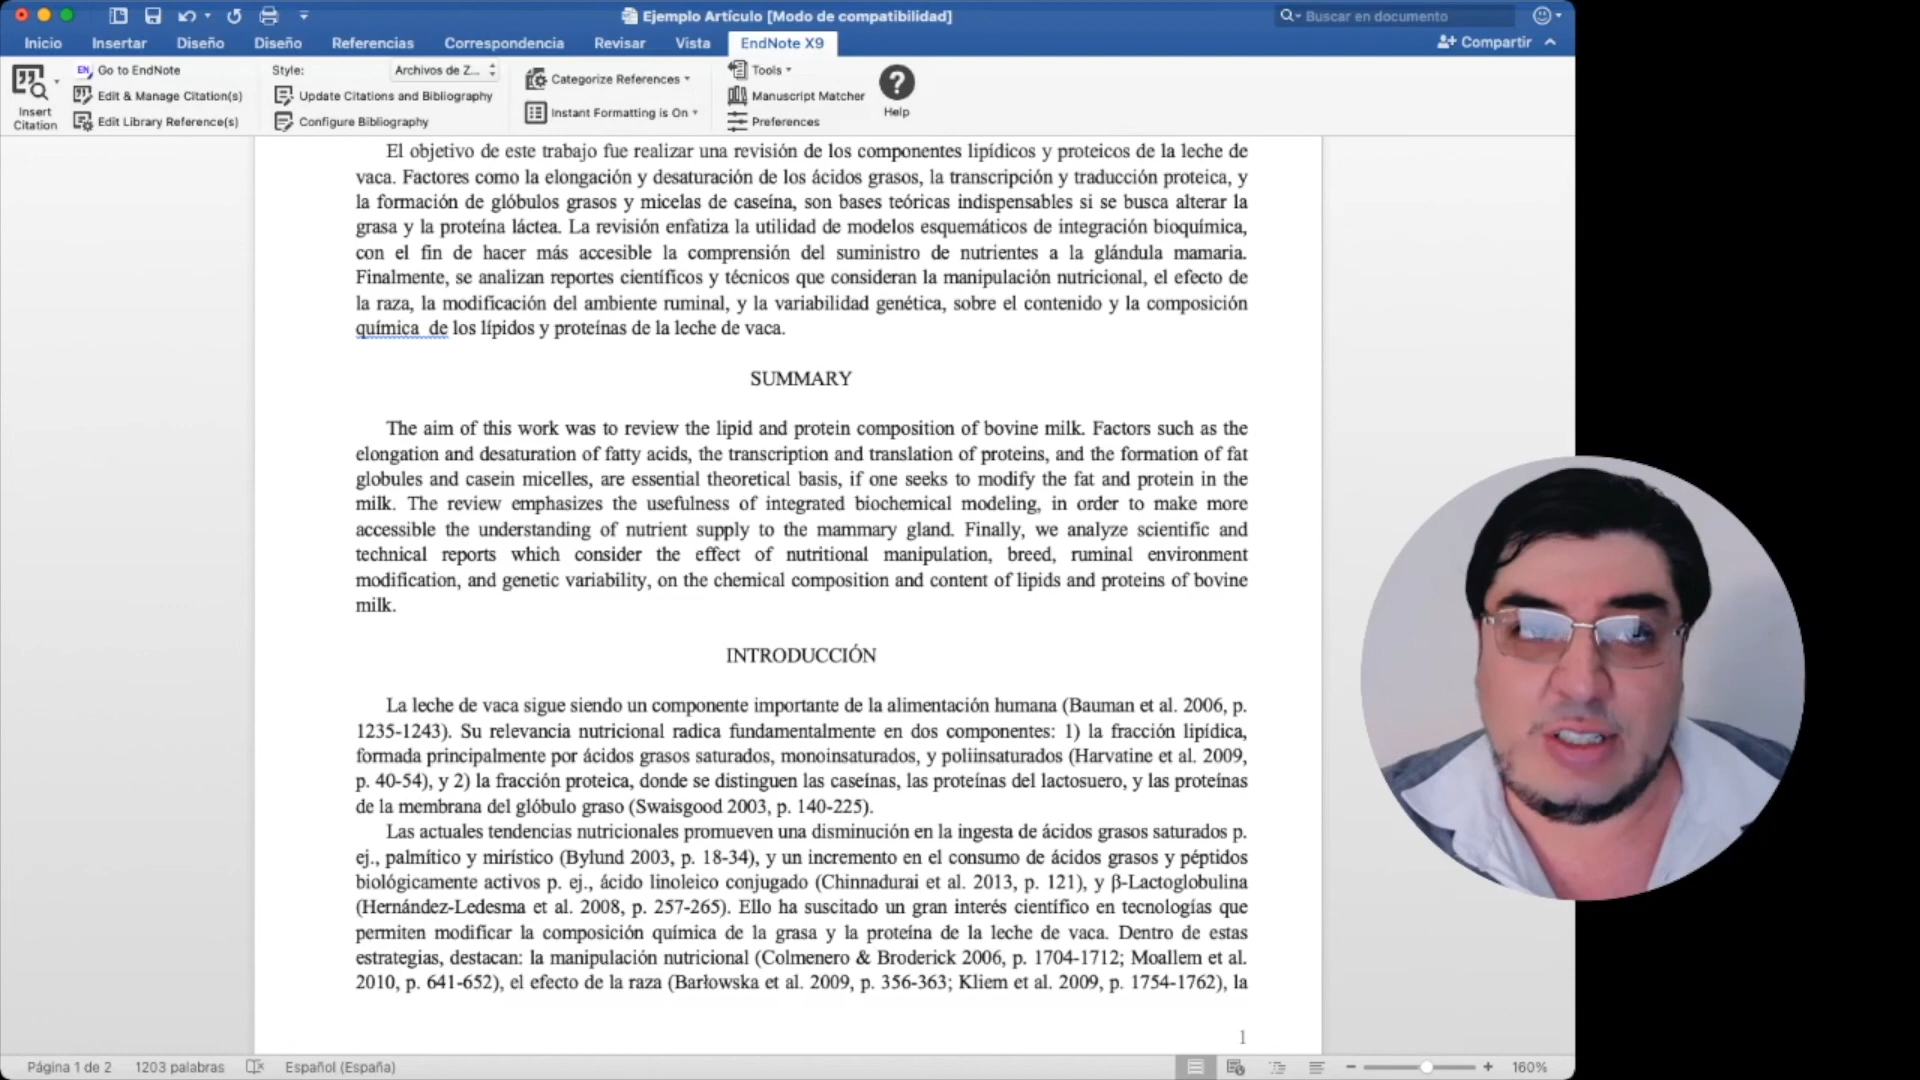 Ejemplo Artículo [Modo de compatibilidad]
Buscar en documento
Inicio Insertar Diseño Diseño Referencias Correspondencia Revisar Vista EndNote X9 Compartir
Insert Citation
EN Go to EndNote
Edit & Manage Citation(s)
Edit Library Reference(s)
Style: Archivos de Z...
Update Citations and Bibliography
Configure Bibliography
Categorize References
Instant Formatting is On
Tools
Manuscript Matcher
Preferences
? Help
El objetivo de este trabajo fue realizar una revisión de los componentes lipídicos y proteicos de la leche de
vaca. Factores como la elongación y desaturación de los ácidos grasos, la transcripción y traducción proteica, y
la formación de glóbulos grasos y micelas de caseína, son bases teóricas indispensables si se busca alterar la
grasa y la proteína láctea. La revisión enfatiza la utilidad de modelos esquemáticos de integración bioquímica,
con el fin de hacer más accesible la comprensión del suministro de nutrientes a la glándula mamaria.
Finalmente, se analizan reportes científicos y técnicos que consideran la manipulación nutricional, el efecto de
la raza, la modificación del ambiente ruminal, y la variabilidad genética, sobre el contenido y la composición
química de los lípidos y proteínas de la leche de vaca.
SUMMARY
The aim of this work was to review the lipid and protein composition of bovine milk. Factors such as the
elongation and desaturation of fatty acids, the transcription and translation of proteins, and the formation of fat
globules and casein micelles, are essential theoretical basis, if one seeks to modify the fat and protein in the
milk. The review emphasizes the usefulness of integrated biochemical modeling, in order to make more
accessible the understanding of nutrient supply to the mammary gland. Finally, we analyze scientific and
technical reports which consider the effect of nutritional manipulation, breed, ruminal environment
modification, and genetic variability, on the chemical composition and content of lipids and proteins of bovine
milk.
INTRODUCCIÓN
La leche de vaca sigue siendo un componente importante de la alimentación humana (Bauman et al. 2006, p.
1235-1243). Su relevancia nutricional radica fundamentalmente en dos componentes: 1) la fracción lipídica,
formada principalmente por ácidos grasos saturados, monoinsaturados, y poliinsaturados (Harvatine et al. 2009,
p. 40-54), y 2) la fracción proteica, donde se distinguen las caseínas, las proteínas del lactosuero, y las proteínas
de la membrana del glóbulo graso (Swaisgood 2003, p. 140-225).
Las actuales tendencias nutricionales promueven una disminución en la ingesta de ácidos grasos saturados p.
ej., palmítico y mirístico (Bylund 2003, p. 18-34), y un incremento en el consumo de ácidos grasos y péptidos
biológicamente activos p. ej., ácido linoleico conjugado (Chinnadurai et al. 2013, p. 121), y β-Lactoglobulina
(Hernández-Ledesma et al. 2008, p. 257-265). Ello ha suscitado un gran interés científico en tecnologías que
permiten modificar la composición química de la grasa y la proteína de la leche de vaca. Dentro de estas
estrategias, destacan: la manipulación nutricional (Colmenero & Broderick 2006, p. 1704-1712; Moallem et al.
2010, p. 641-652), el efecto de la raza (Barłowska et al. 2009, p. 356-363; Kliem et al. 2009, p. 1754-1762), la
1
Página 1 de 2 1203 palabras Español (España) 160%